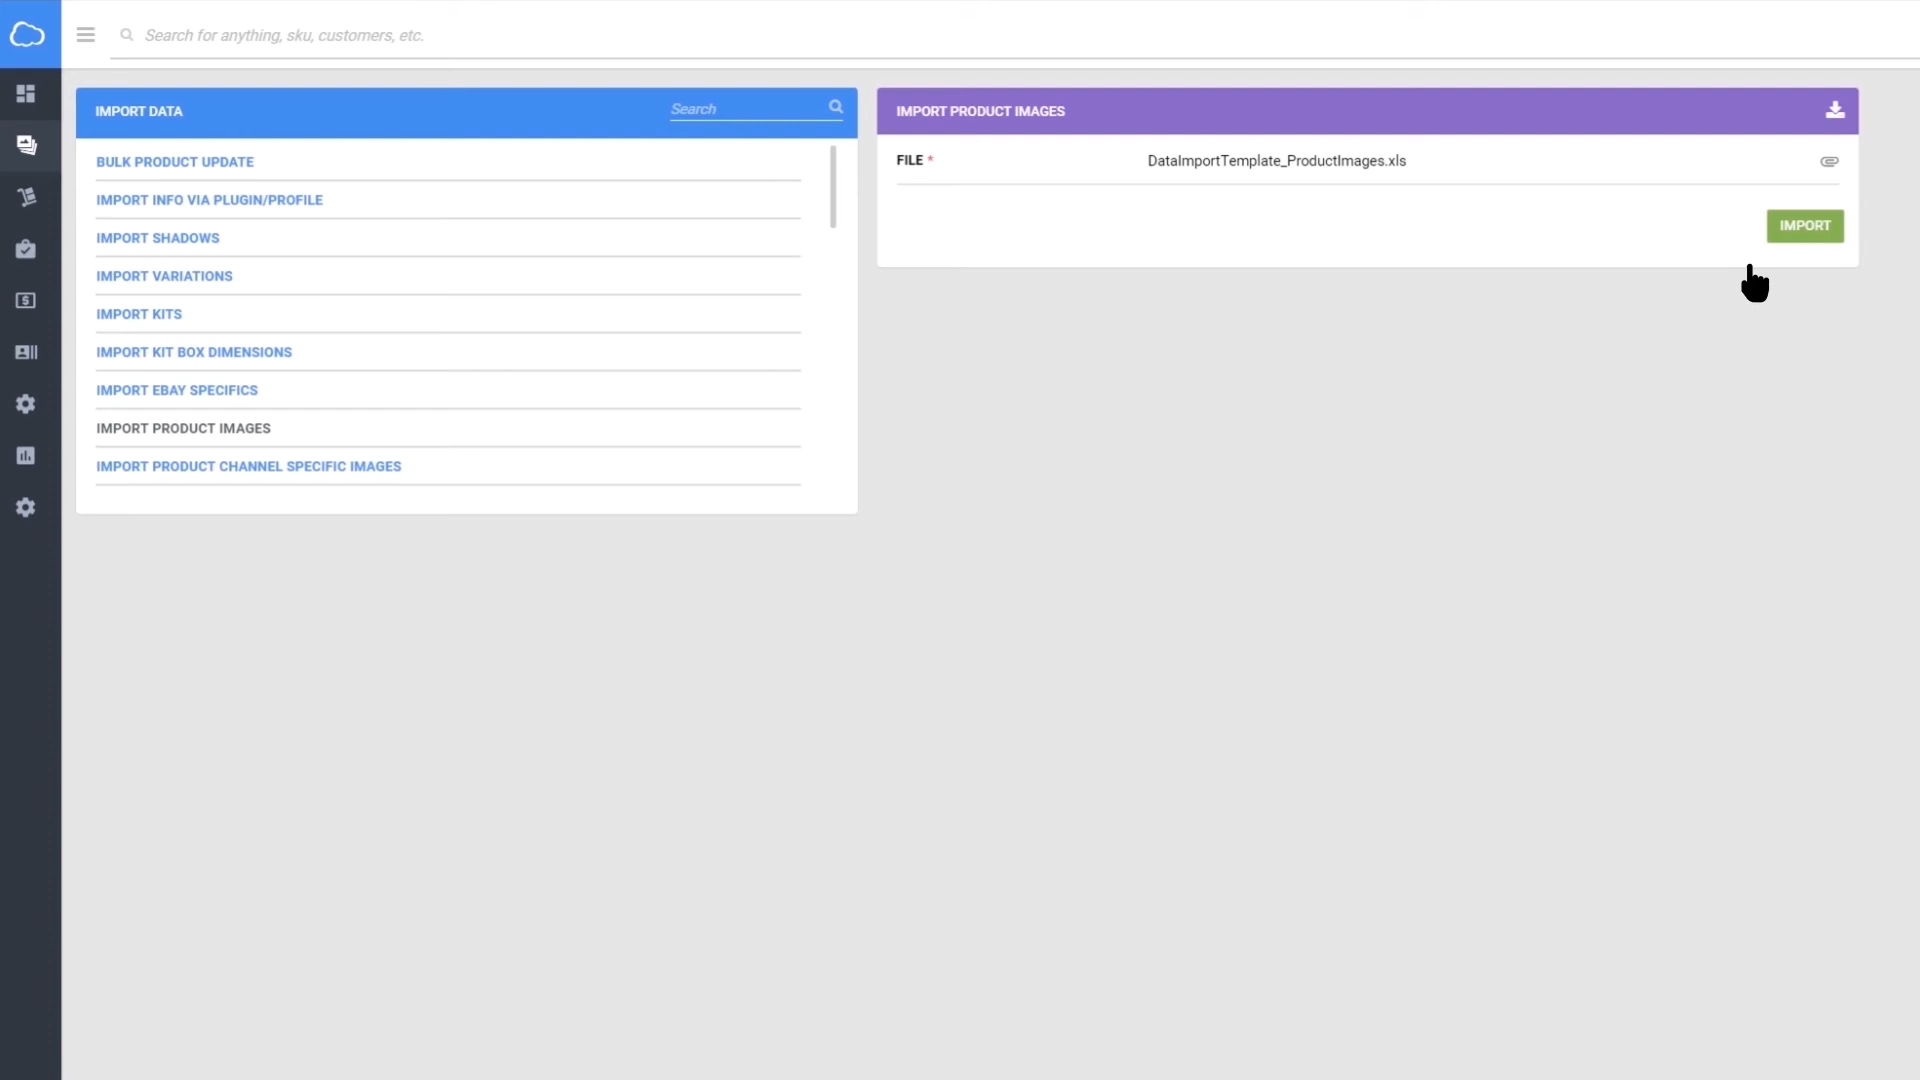 Search for anything, sku, customers, etc.
IMPORT DATA
Search
BULK PRODUCT UPDATE
IMPORT INFO VIA PLUGIN/PROFILE
IMPORT SHADOWS
IMPORT VARIATIONS
IMPORT KITS
IMPORT KIT BOX DIMENSIONS
IMPORT EBAY SPECIFICS
IMPORT PRODUCT IMAGES
IMPORT PRODUCT CHANNEL SPECIFIC IMAGES
IMPORT PRODUCT IMAGES
FILE * DataImportTemplate_ProductImages.xls
IMPORT